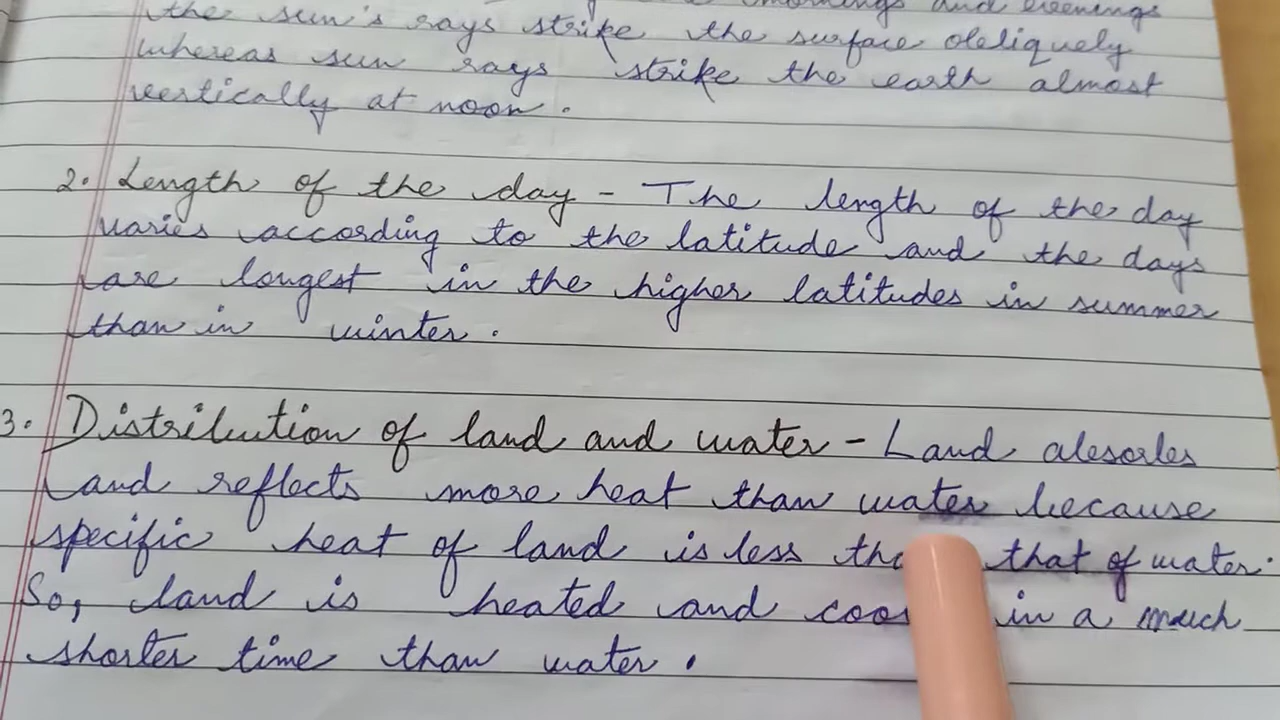 mornings and evenings
the sun's rays strike the surface obliquely
whereas sun rays strike the earth almost
vertically at noon.
2. Length of the day - The length of the day
varies according to the latitude and the days
are longest in the higher latitudes in summer
than in winter.
3. Distribution of land and water - Land absorbs
and reflects more heat than water because
specific heat of land is less that of water.
So, land is heated and in a much
shorter time than water.